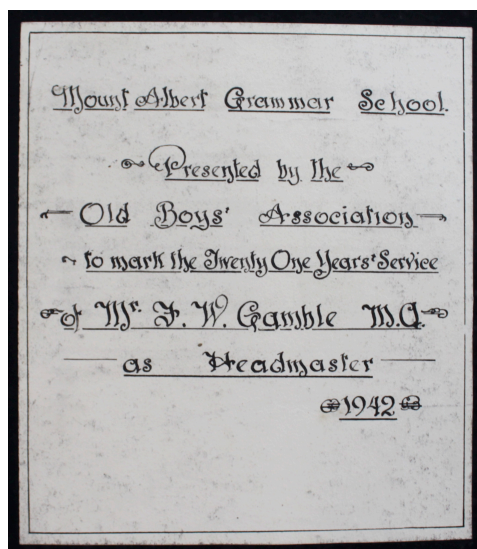 Mount Albert Grammar School.
Presented by the
Old Boys' Association
to mark the Twenty One Years' Service
of Mr. F. W. Gamble M.A.
as Headmaster
1942